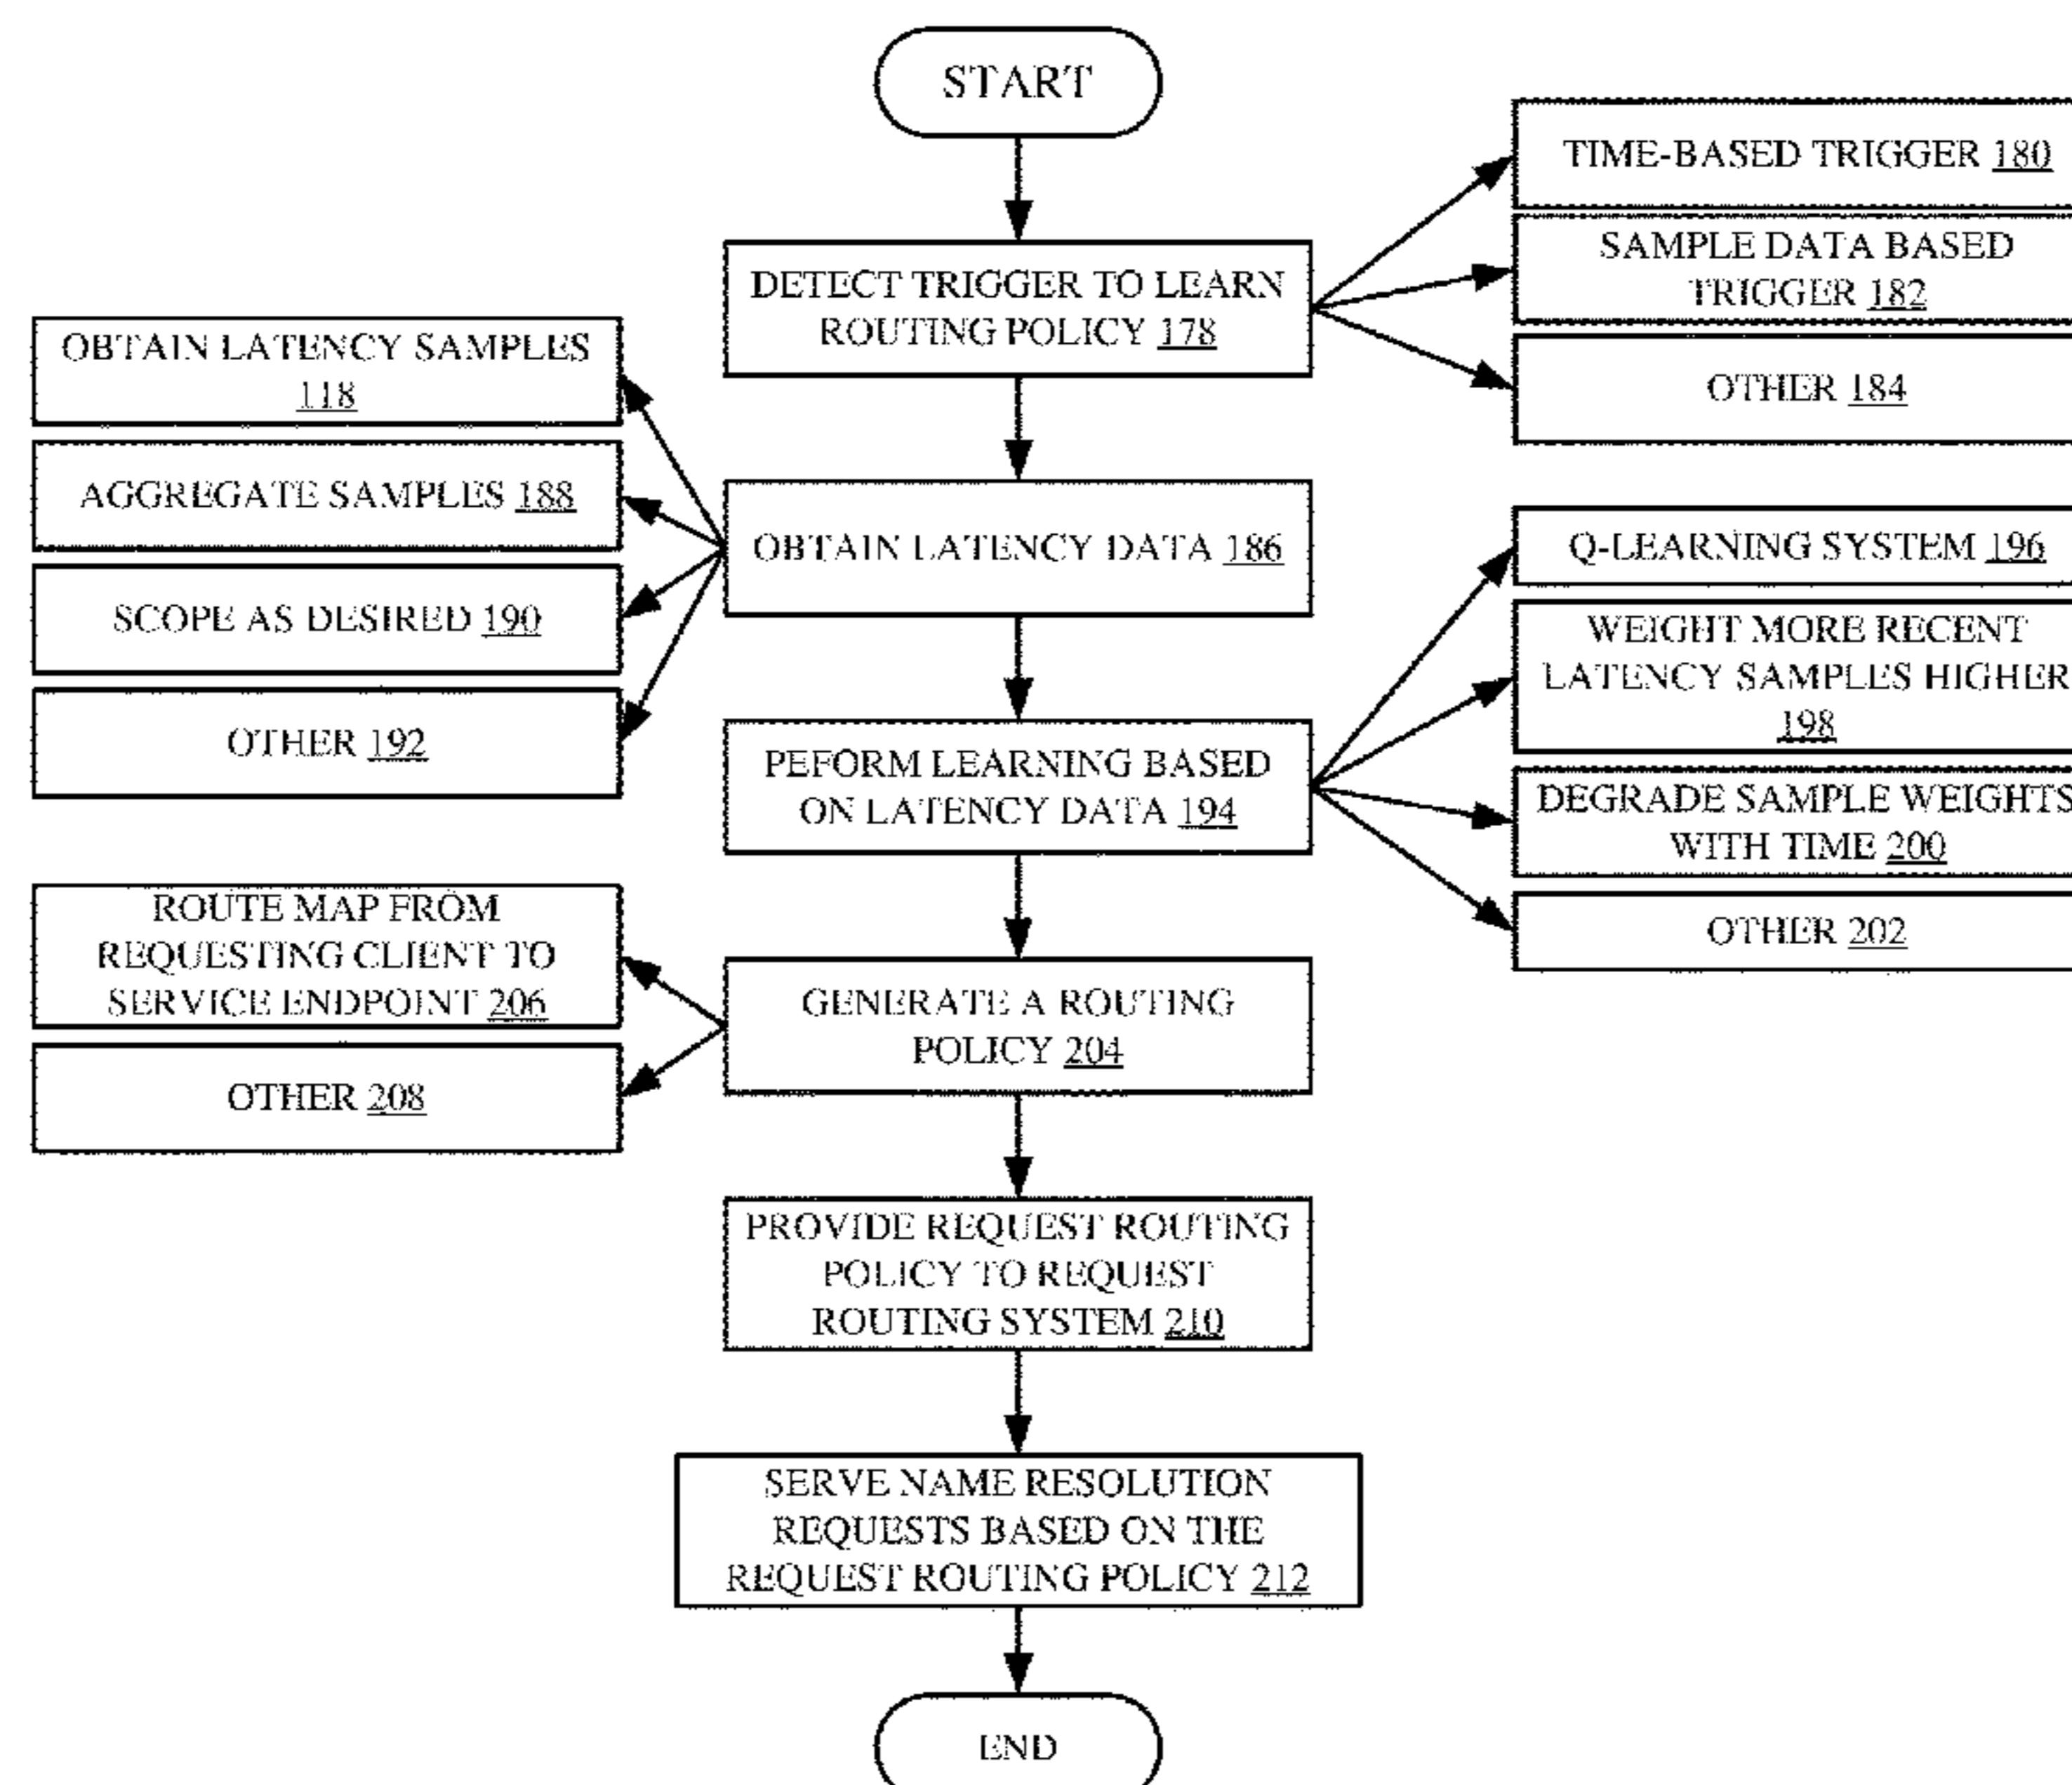 START
TIME-BASED TRIGGER 180
SAMPLE DATA BASED
TRIGGER 182
OTHER 184
DETECT TRIGGER TO LEARN
ROUTING POLICY 178
OBTAIN LATENCY SAMPLES
118
AGGREGATE SAMPLES 188
SCOPE AS DESIRED 190
OTHER 192
OBTAIN LATENCY DATA 186
Q-LEARNING SYSTEM 196
WEIGHT MORE RECENT
LATENCY SAMPLES HIGHER
198
DEGRADE SAMPLE WEIGHTS
WITH TIME 200
OTHER 202
PEFORM LEARNING BASED
ON LATENCY DATA 194
ROUTE MAP FROM
REQUESTING CLIENT TO
SERVICE ENDPOINT 206
OTHER 208
GENERATE A ROUTING
POLICY 204
PROVIDE REQUEST ROUTING
POLICY TO REQUEST
ROUTING SYSTEM 210
SERVE NAME RESOLUTION
REQUESTS BASED ON THE
REQUEST ROUTING POLICY 212
END